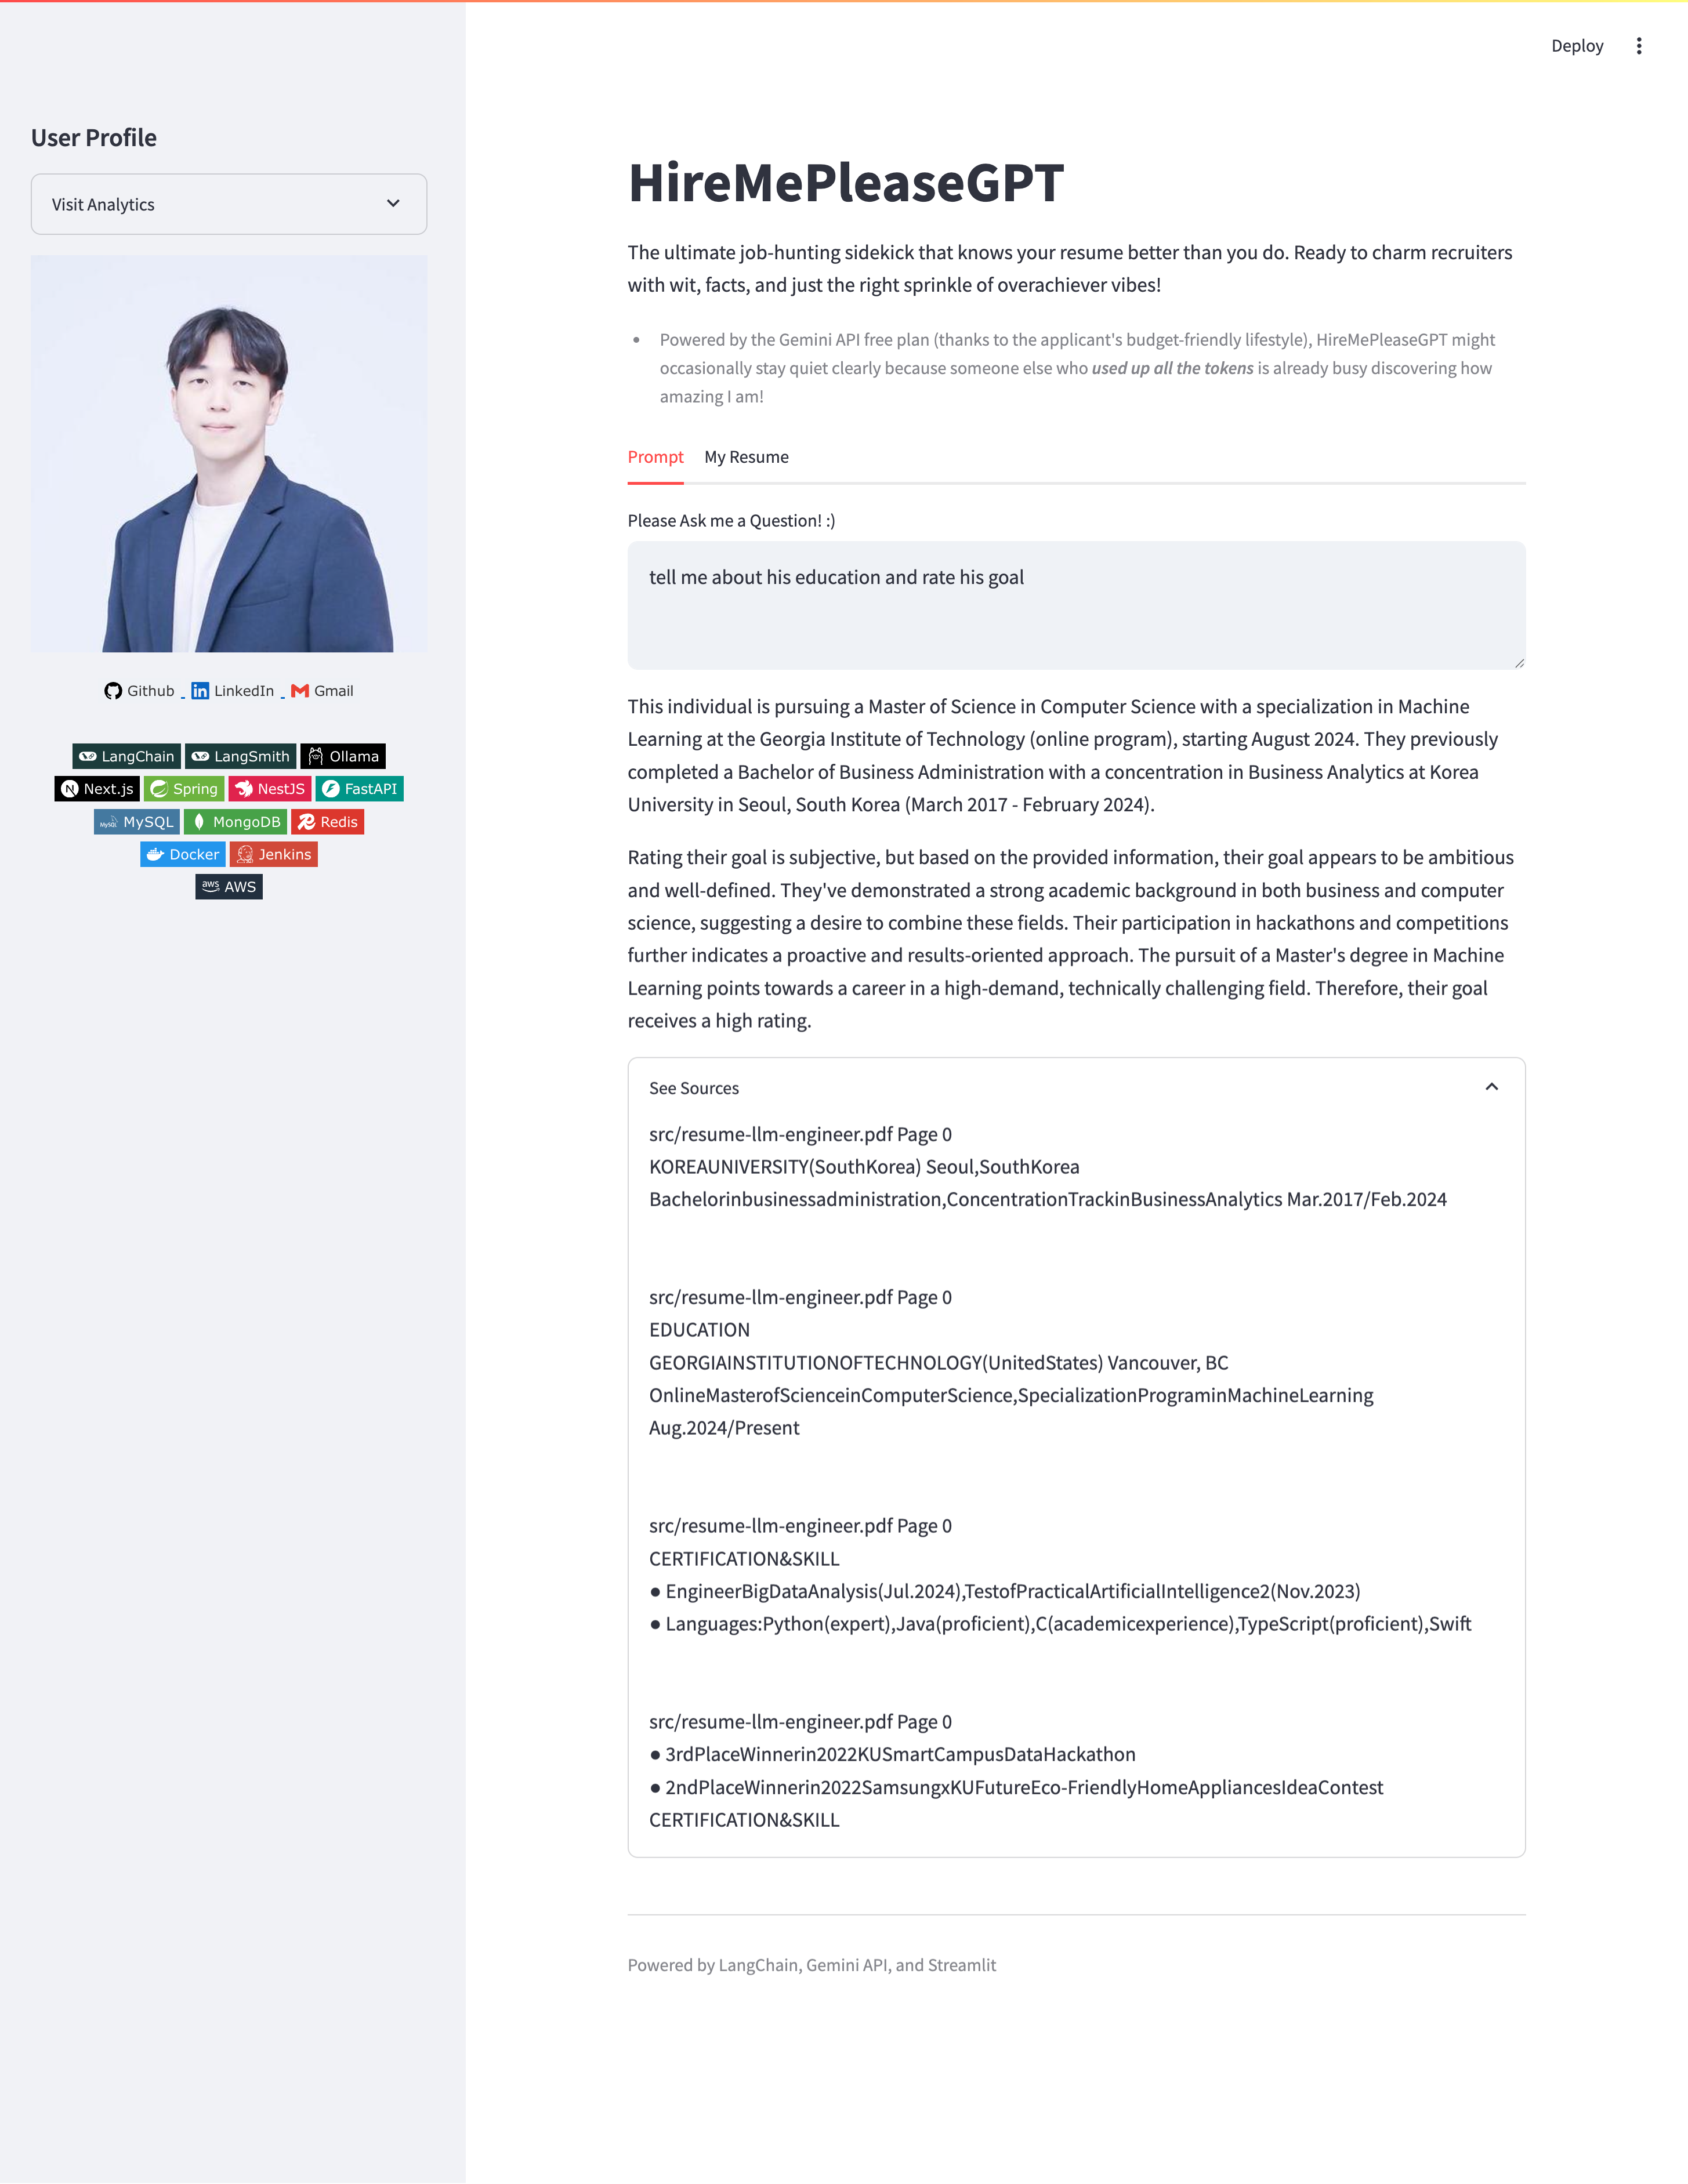 Deploy
User Profile
Visit Analytics
Github LinkedIn Gmail
LangChain LangSmith Ollama
Next.js Spring NestJS FastAPI
MySQL MySQL MongoDB Redis
Docker Jenkins
aws AWS
HireMePleaseGPT
The ultimate job-hunting sidekick that knows your resume better than you do. Ready to charm recruiters
with wit, facts, and just the right sprinkle of overachiever vibes!
• Powered by the Gemini API free plan (thanks to the applicant's budget-friendly lifestyle), HireMePleaseGPT might
occasionally stay quiet clearly because someone else who used up all the tokens is already busy discovering how
amazing I am!
Prompt My Resume
Please Ask me a Question! :)
tell me about his education and rate his goal
This individual is pursuing a Master of Science in Computer Science with a specialization in Machine
Learning at the Georgia Institute of Technology (online program), starting August 2024. They previously
completed a Bachelor of Business Administration with a concentration in Business Analytics at Korea
University in Seoul, South Korea (March 2017 - February 2024).
Rating their goal is subjective, but based on the provided information, their goal appears to be ambitious
and well-defined. They've demonstrated a strong academic background in both business and computer
science, suggesting a desire to combine these fields. Their participation in hackathons and competitions
further indicates a proactive and results-oriented approach. The pursuit of a Master's degree in Machine
Learning points towards a career in a high-demand, technically challenging field. Therefore, their goal
receives a high rating.
See Sources
src/resume-llm-engineer.pdf Page 0
KOREAUNIVERSITY(SouthKorea) Seoul,SouthKorea
Bachelorinbusinessadministration,ConcentrationTrackinBusinessAnalytics Mar.2017/Feb.2024
src/resume-llm-engineer.pdf Page 0
EDUCATION
GEORGIAINSTITUTIONOFTECHNOLOGY(UnitedStates) Vancouver, BC
OnlineMasterofScienceinComputerScience,SpecializationPrograminMachineLearning
Aug.2024/Present
src/resume-llm-engineer.pdf Page 0
CERTIFICATION&SKILL
● EngineerBigDataAnalysis(Jul.2024),TestofPracticalArtificialIntelligence2(Nov.2023)
● Languages:Python(expert),Java(proficient),C(academicexperience),TypeScript(proficient),Swift
src/resume-llm-engineer.pdf Page 0
● 3rdPlaceWinnerin2022KUSmartCampusDataHackathon
● 2ndPlaceWinnerin2022SamsungxKUFutureEco-FriendlyHomeAppliancesIdeaContest
CERTIFICATION&SKILL
Powered by LangChain, Gemini API, and Streamlit